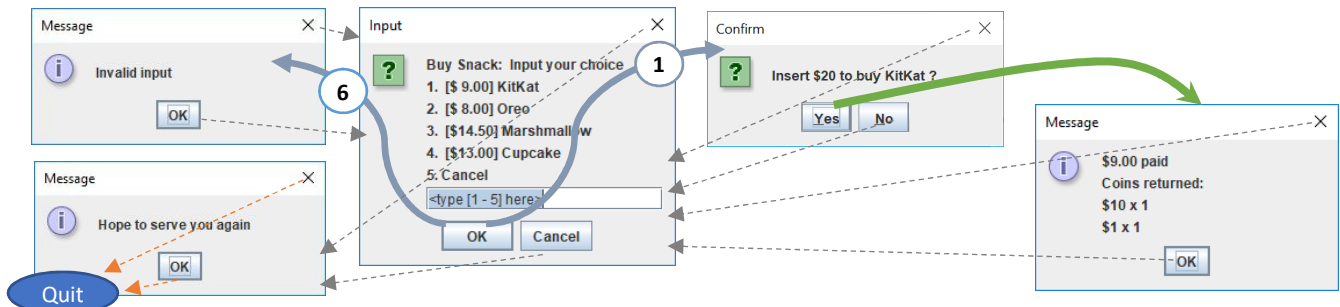 Message
Invalid input
OK
6
Input
Buy Snack: Input your choice
1. [$ 9.00] KitKat
2. [$ 8.00] Oreo
3. [$14.50] Marshmallow
4. [$13.00] Cupcake
5. Cancel
<type [1 - 5] here>
OK
Cancel
1
Confirm
Insert $20 to buy KitKat ?
Yes
No
Message
$9.00 paid
Coins returned:
$10 x 1
$1 x 1
OK
Message
Hope to serve you again
OK
Quit